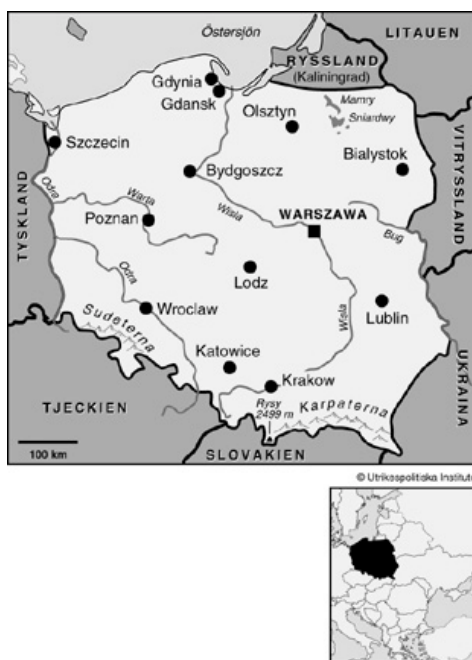 Östersjön
LITAUEN
RYSSLAND
(Kaliningrad)
Gdynia
Gdansk
Mamry
Olsztyn
Sniardwy
Szczecin
VITRYSSLAND
Bialystok
Bydgoszcz
Odra
Warta
Wisla
TYSKLAND
Poznan
WARSZAWA
Bug
Lodz
Odra
Wroclaw
Lublin
Wisla
Sudeterna
UKRAINA
Katowice
Krakow
Rysy
2499 m
Karpaterna
TJECKIEN
100 km
SLOVAKIEN
© Utrikespolitiska Institute